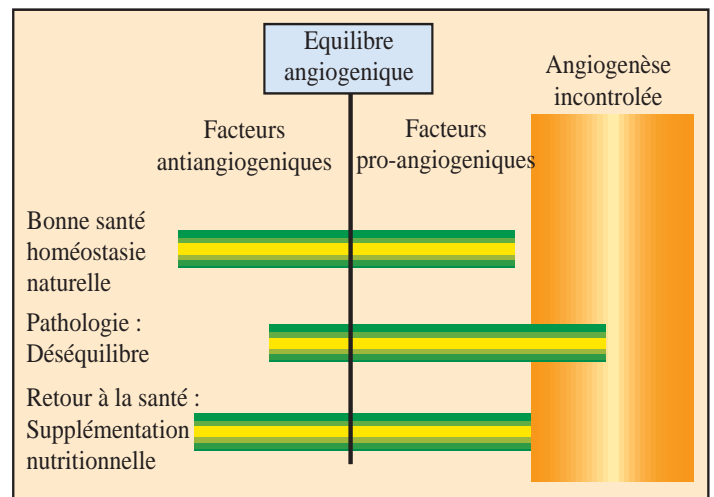 Equilibre
angiogenique
Angiogenèse
incontrolée
Facteurs
antiangiogeniques
Facteurs
pro-angiogeniques
Bonne santé
homéostasie
naturelle
Pathologie :
Déséquilibre
Retour à la santé :
Supplémentation
nutritionnelle